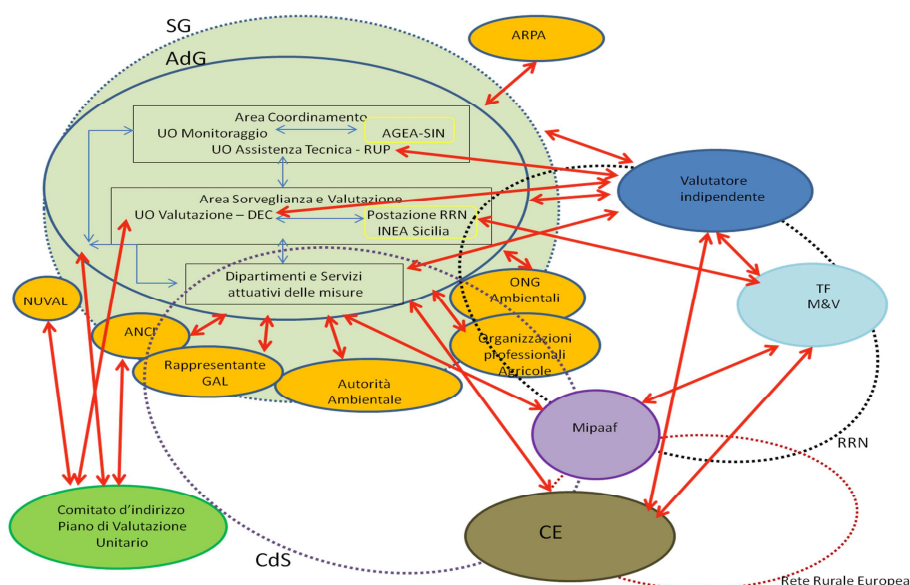 SG
AdG
ARPA
Area Coordinamento
UO Monitoraggio
AGEA-SIN
UO Assistenza Tecnica - RUP
Area Sorveglianza e Valutazione
UO Valutazione – DEC
Postazione RRN
INEA Sicilia
Dipartimenti e Servizi
attuativi delle misure
Valutatore
indipendente
TF
M&V
NUVAL
ANCI
Rappresentante
GAL
Autorità
Ambientale
ONG
Ambientali
Organizzazioni
professionali
Agricole
Mipaaf
RRN
CE
Comitato d'indirizzo
Piano di Valutazione
Unitario
CdS
Rete Rurale Europea